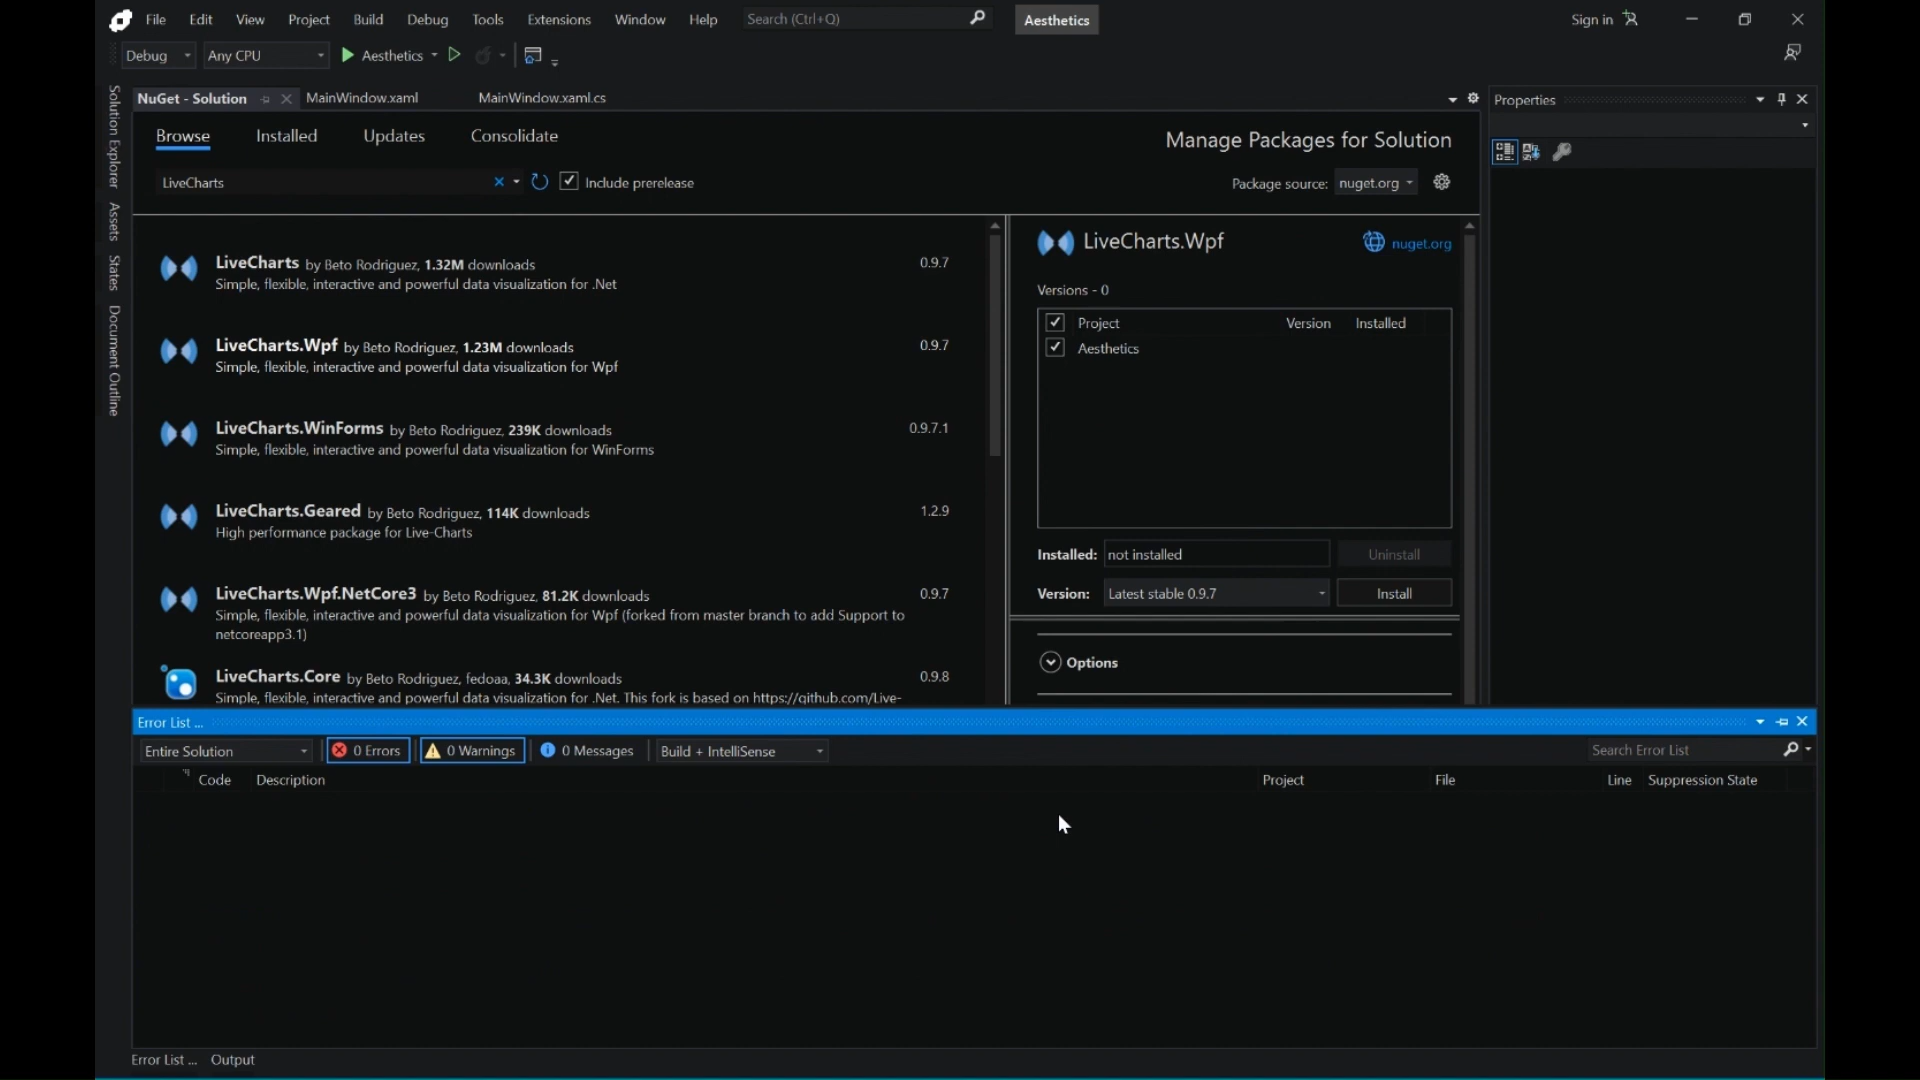 File Edit View Project Build Debug Tools Extensions Window Help Search (Ctrl+Q) Aesthetics Sign in
Debug Any CPU Aesthetics
Solution Explorer
Assets
States
Document Outline
NuGet - Solution MainWindow.xaml MainWindow.xaml.cs
Properties
Browse Installed Updates Consolidate
Manage Packages for Solution
LiveCharts Include prerelease
Package source: nuget.org
LiveCharts by Beto Rodriguez, 1.32M downloads 0.9.7
Simple, flexible, interactive and powerful data visualization for .Net
LiveCharts.Wpf by Beto Rodriguez, 1.23M downloads 0.9.7
Simple, flexible, interactive and powerful data visualization for Wpf
LiveCharts.WinForms by Beto Rodriguez, 239K downloads 0.9.7.1
Simple, flexible, interactive and powerful data visualization for WinForms
LiveCharts.Geared by Beto Rodriguez, 114K downloads 1.2.9
High performance package for Live-Charts
LiveCharts.Wpf.NetCore3 by Beto Rodriguez, 81.2K downloads 0.9.7
Simple, flexible, interactive and powerful data visualization for Wpf (forked from master branch to add Support to
netcoreapp3.1)
LiveCharts.Core by Beto Rodriguez, fedoaa, 34.3K downloads 0.9.8
Simple, flexible, interactive and powerful data visualization for .Net. This fork is based on https://github.com/Live-
LiveCharts.Wpf nuget.org
Versions - 0
Project Version Installed
Aesthetics
Installed: not installed Uninstall
Version: Latest stable 0.9.7 Install
Options
Error List ...
Entire Solution 0 Errors 0 Warnings 0 Messages Build + IntelliSense Search Error List
Code Description Project File Line Suppression State
Error List ... Output